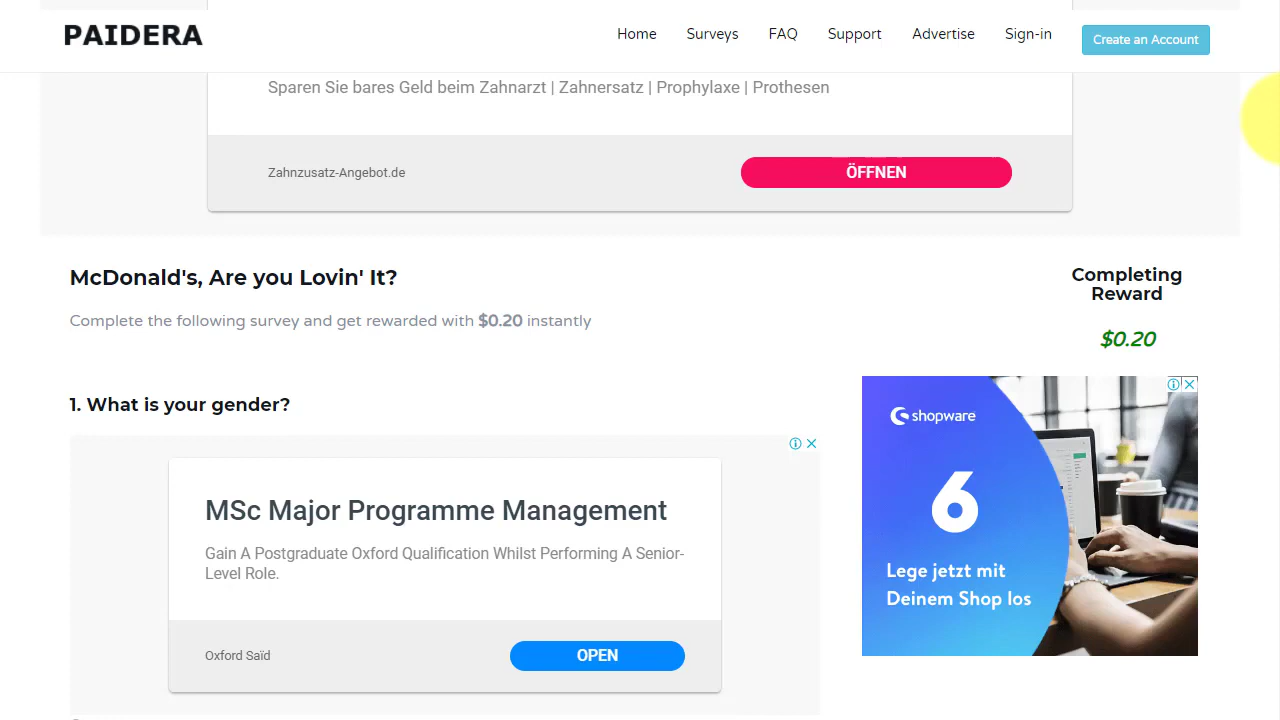 PAIDERA
Home Surveys FAQ Support Advertise Sign-in Create an Account
Sparen Sie bares Geld beim Zahnarzt | Zahnersatz | Prophylaxe | Prothesen
Zahnzusatz-Angebot.de
ÖFFNEN
McDonald's, Are you Lovin' It?
Complete the following survey and get rewarded with $0.20 instantly
Completing
Reward
$0.20
1. What is your gender?
MSc Major Programme Management
Gain A Postgraduate Oxford Qualification Whilst Performing A Senior-
Level Role.
Oxford Saïd
OPEN
shopware
6
Lege jetzt mit
Deinem Shop los